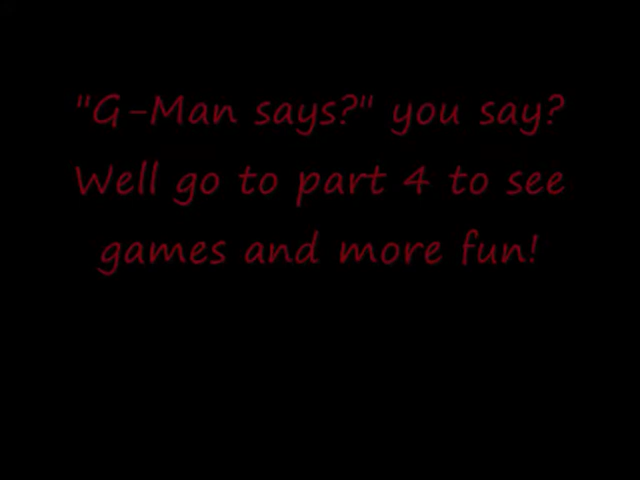 "G-Man says?" you say?
Well go to part 4 to see
games and more fun!